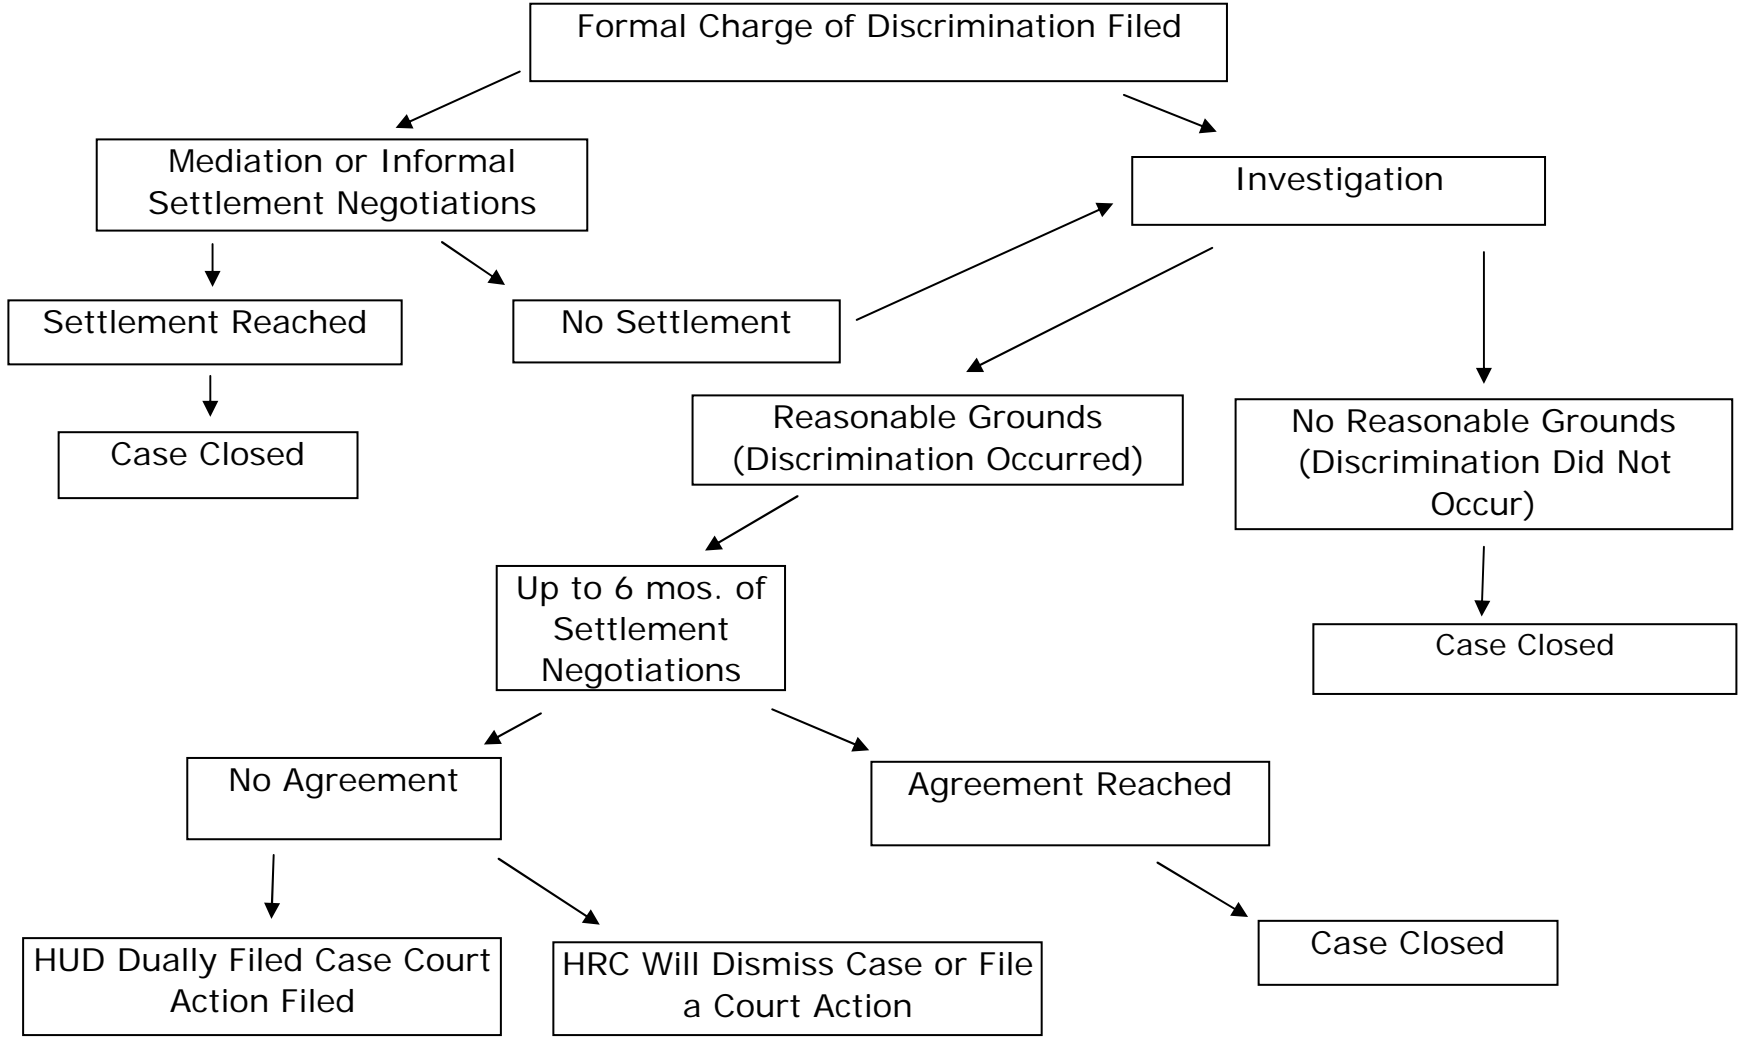 Formal Charge of Discrimination Filed
Mediation or Informal
Settlement Negotiations
Investigation
Settlement Reached
No Settlement
Case Closed
Reasonable Grounds
(Discrimination Occurred)
No Reasonable Grounds
(Discrimination Did Not
Occur)
Up to 6 mos. of
Settlement
Negotiations
Case Closed
No Agreement
Agreement Reached
HUD Dually Filed Case Court
Action Filed
HRC Will Dismiss Case or File
a Court Action
Case Closed